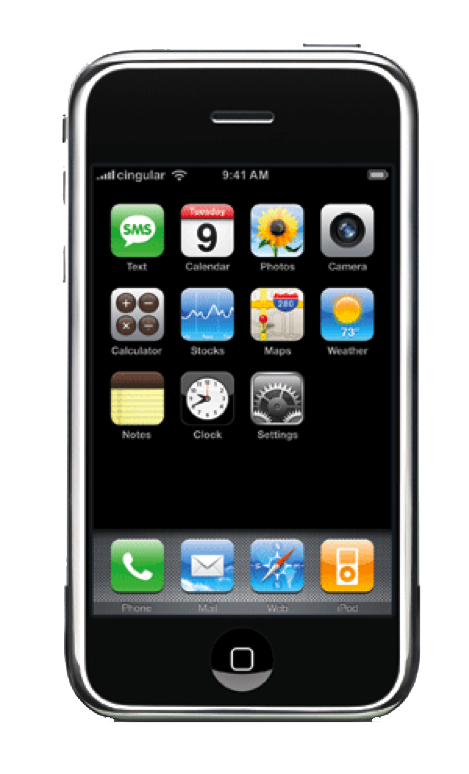 cingular 9:41 AM
SMS Tuesday 9
Text Calendar Photos Camera
280 73°
Calculator Stocks Maps Weather
Notes Clock Settings
Phone Mail Web iPod